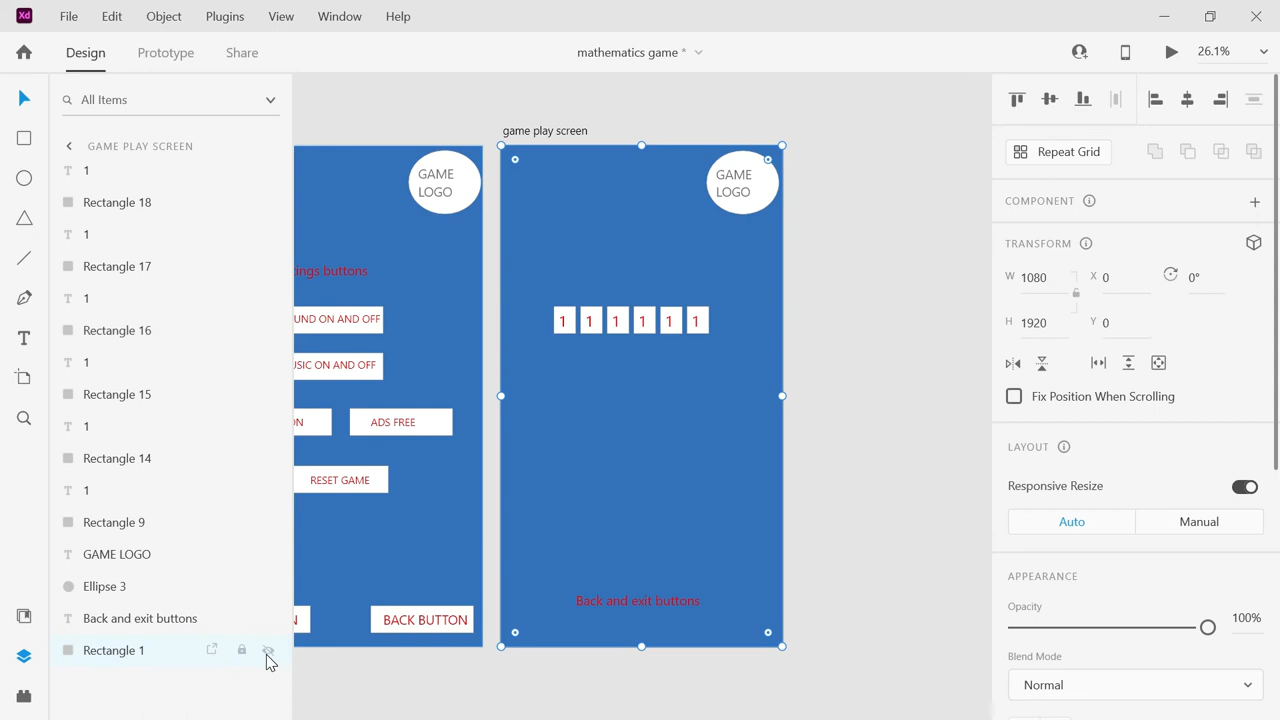 Xd File Edit Object Plugins View Window Help
Design Prototype Share mathematics game * 26.1%
All Items
GAME PLAY SCREEN
1
Rectangle 18
1
Rectangle 17
1
Rectangle 16
1
Rectangle 15
1
Rectangle 14
1
Rectangle 9
GAME LOGO
Ellipse 3
Back and exit buttons
Rectangle 1
GAME
LOGO
ings buttons
UND ON AND OFF
USIC ON AND OFF
ON ADS FREE
RESET GAME
N BACK BUTTON
game play screen
GAME
LOGO
1 1 1 1 1 1
Back and exit buttons
Repeat Grid
COMPONENT
TRANSFORM
W 1080 X 0 0°
H 1920 Y 0
Fix Position When Scrolling
LAYOUT
Responsive Resize
Auto Manual
APPEARANCE
Opacity
100%
Blend Mode
Normal